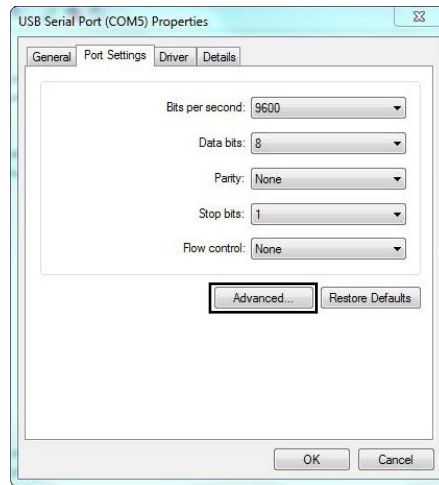 USB Serial Port (COM5) Properties
General Port Settings Driver Details
Bits per second: 9600
Data bits: 8
Parity: None
Stop bits: 1
Flow control: None
Advanced... Restore Defaults
OK Cancel